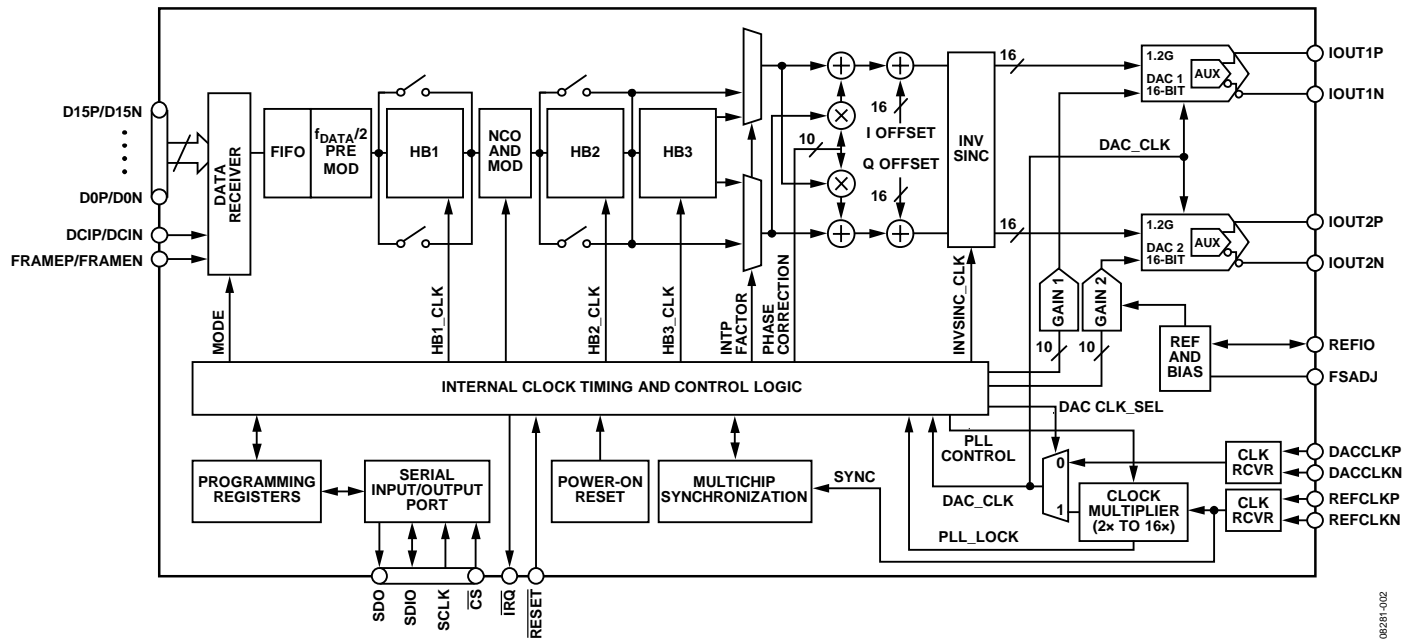 D15P/D15N
D0P/D0N
DCIP/DCIN
FRAMEP/FRAMEN
DATA
RECEIVER
FIFO
fDATA/2
PRE
MOD
HB1
NCO
AND
MOD
HB2
HB3
16
I OFFSET
10
Q OFFSET
16
INV
SINC
16
16
1.2G
DAC 1
16-BIT
AUX
DAC_CLK
1.2G
DAC 2
16-BIT
AUX
IOUT1P
IOUT1N
IOUT2P
IOUT2N
MODE
HB1_CLK
HB2_CLK
HB3_CLK
INTP
FACTOR
PHASE
CORRECTION
INVSINC_CLK
GAIN 1
GAIN 2
10
10
REF
AND
BIAS
REFIO
FSADJ
INTERNAL CLOCK TIMING AND CONTROL LOGIC
PROGRAMMING
REGISTERS
SERIAL
INPUT/OUTPUT
PORT
POWER-ON
RESET
MULTICHIP
SYNCHRONIZATION
SYNC
DAC CLK_SEL
PLL
CONTROL
0
1
DAC_CLK
PLL_LOCK
CLOCK
MULTIPLIER
(2× TO 16×)
CLK
RCVR
CLK
RCVR
DACCLKP
DACCLKN
REFCLKP
REFCLKN
SDO
SDIO
SCLK
CS
IRQ
RESET
08281-002